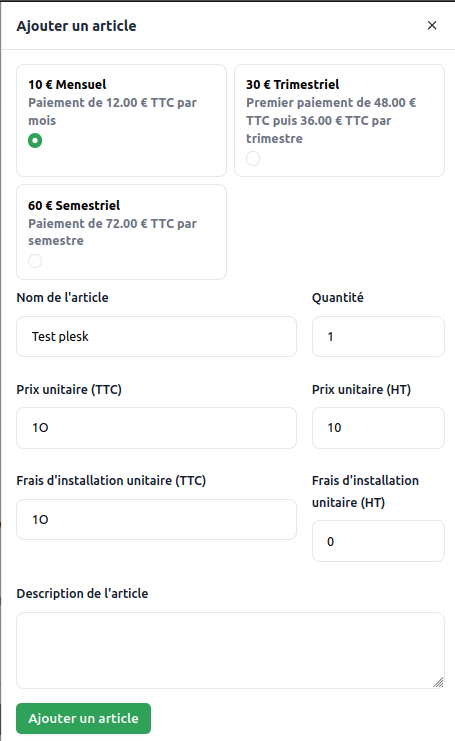 Ajouter un article
10 € Mensuel
Paiement de 12.00 € TTC par
mois
30 € Trimestriel
Premier paiement de 48.00 €
TTC puis 36.00 € TTC par
trimestre
60 € Semestriel
Paiement de 72.00 € TTC par
semestre
Nom de l'article
Quantité
Test plesk
1
Prix unitaire (TTC)
Prix unitaire (HT)
1O
10
Frais d'installation unitaire (TTC)
Frais d'installation
unitaire (HT)
1O
0
Description de l'article
Ajouter un article